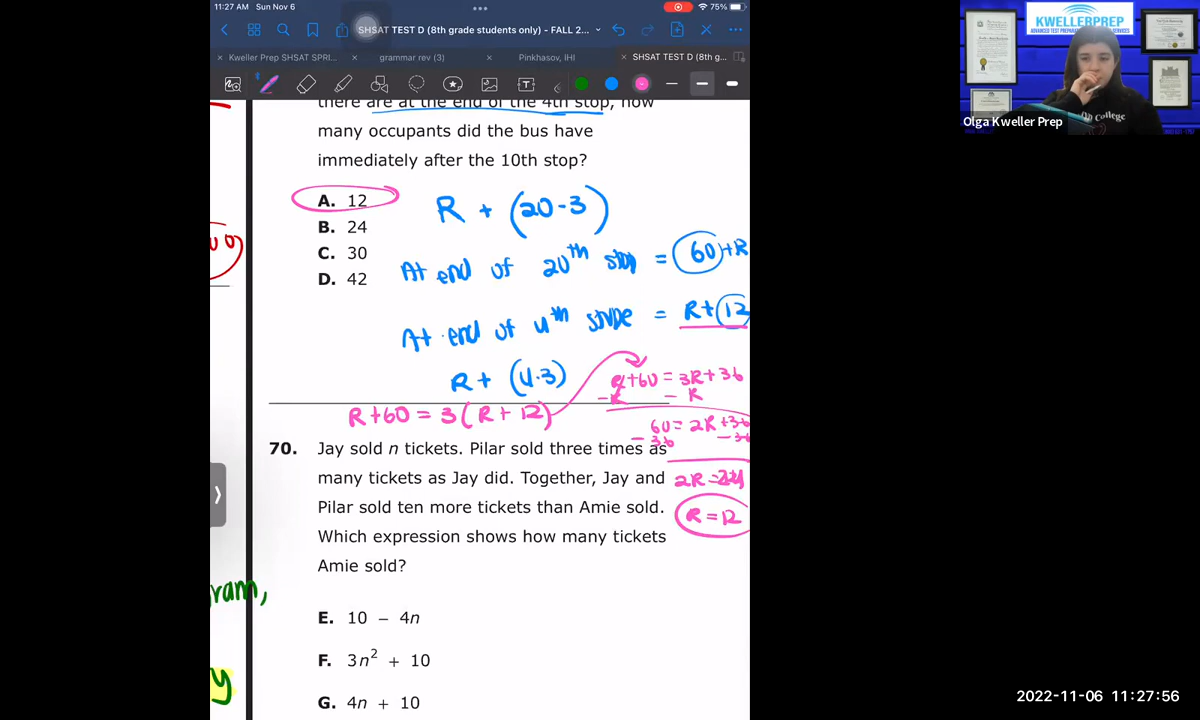 11:27 AM Sun Nov 6
75%
SHSAT TEST D (8th grade students only) - FALL 2...
Kweller Prep SHSAT SPRI...
grammar rev (3)
Pinkhasov, IHI
SHSAT TEST D (8th g...
there are at the end of the 4th stop, how
many occupants did the bus have
immediately after the 10th stop?
A. 12
B. 24
C. 30
D. 42
R + (20·3)
At end of 20th stop = 60+R
At end of 4th stope = R+12
R + (4·3)
R+60 = 3(R+12)
R+60 = 3R+36
-R -R
60 = 2R+36
-36 -36
2R=24
R=12
70. Jay sold n tickets. Pilar sold three times as
many tickets as Jay did. Together, Jay and
Pilar sold ten more tickets than Amie sold.
Which expression shows how many tickets
Amie sold?
E. 10 − 4n
F. 3n² + 10
G. 4n + 10
ram,
y
KWELLERPREP
College
Olga Kweller Prep
2022-11-06 11:27:56